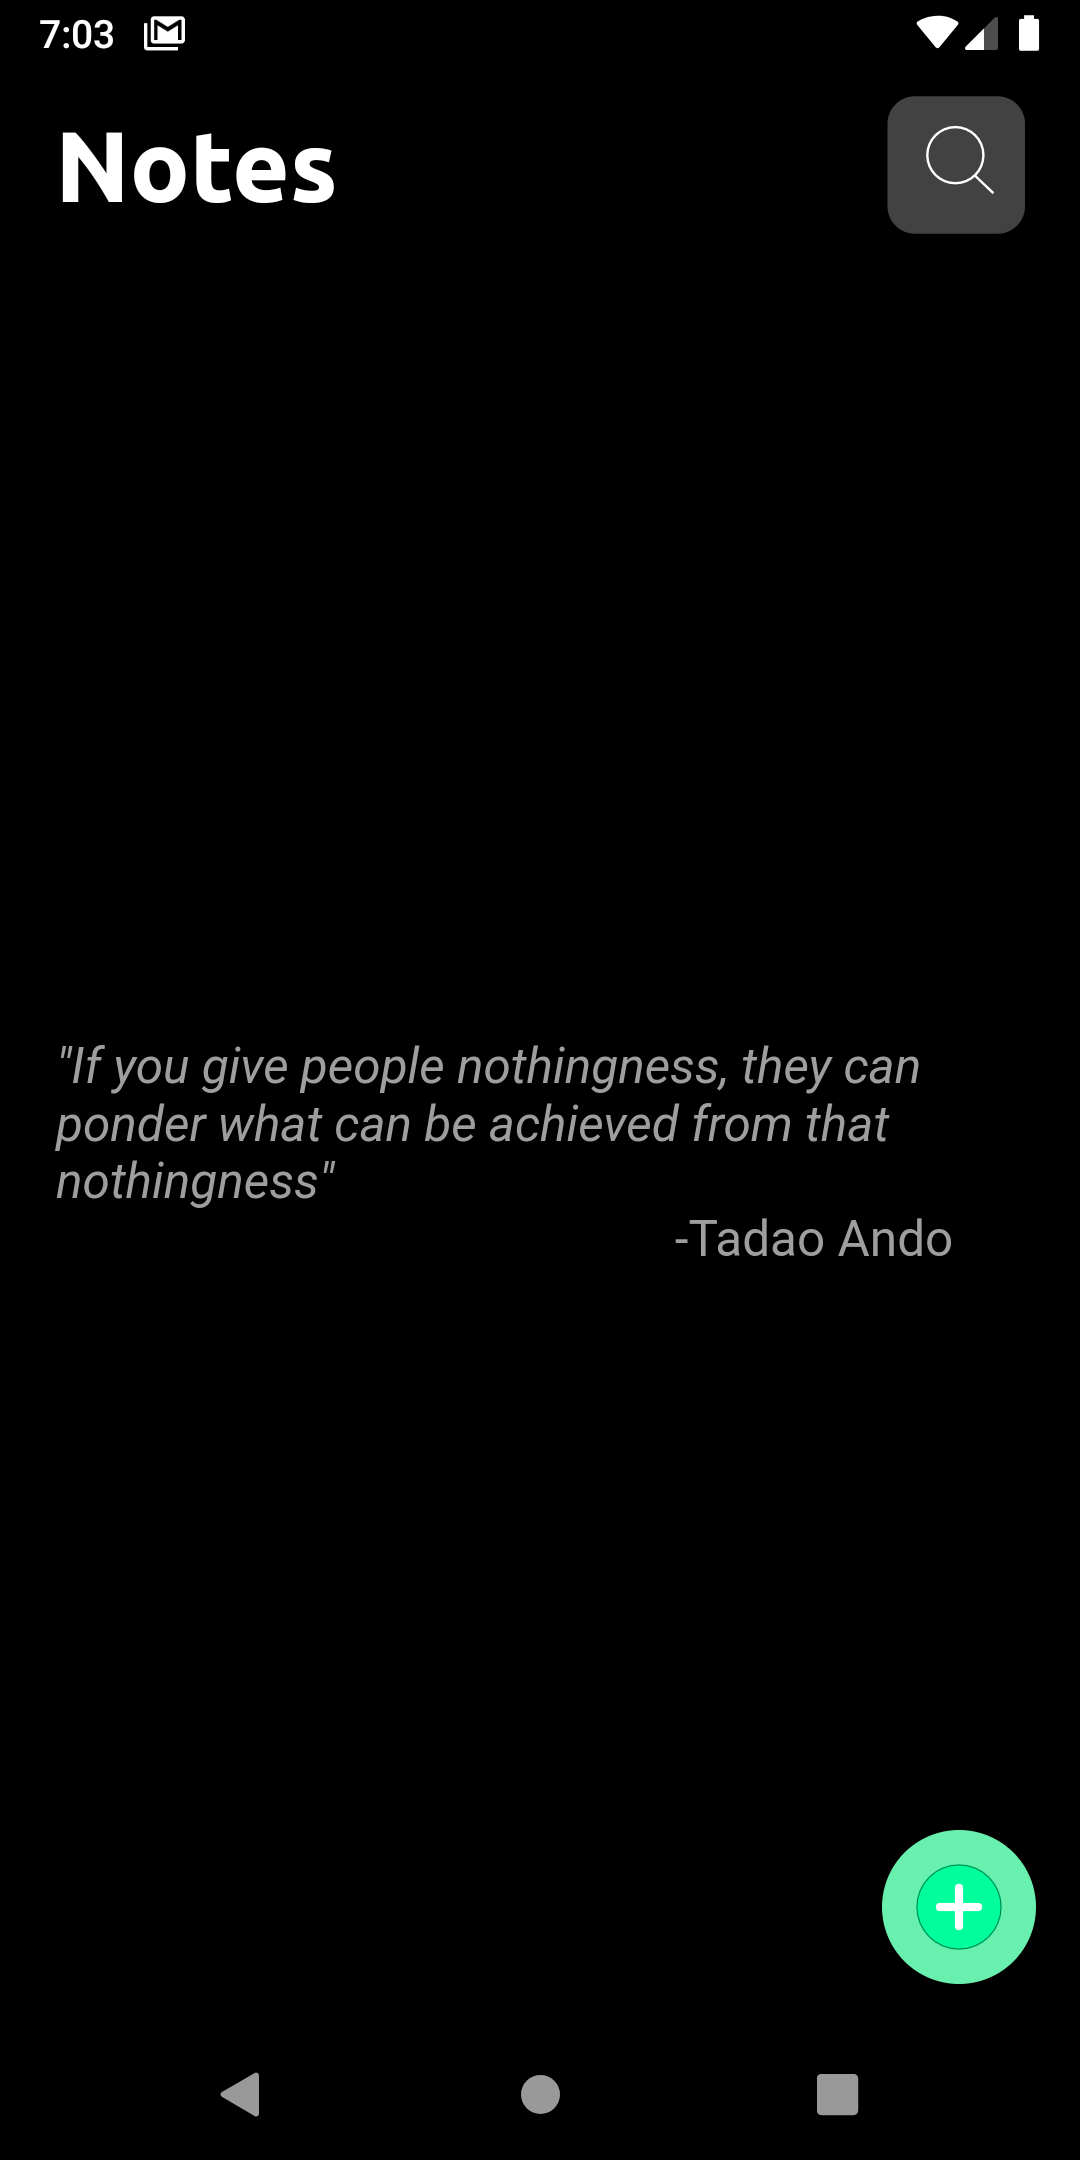 7:03
Notes
"If you give people nothingness, they can
ponder what can be achieved from that
nothingness"
-Tadao Ando